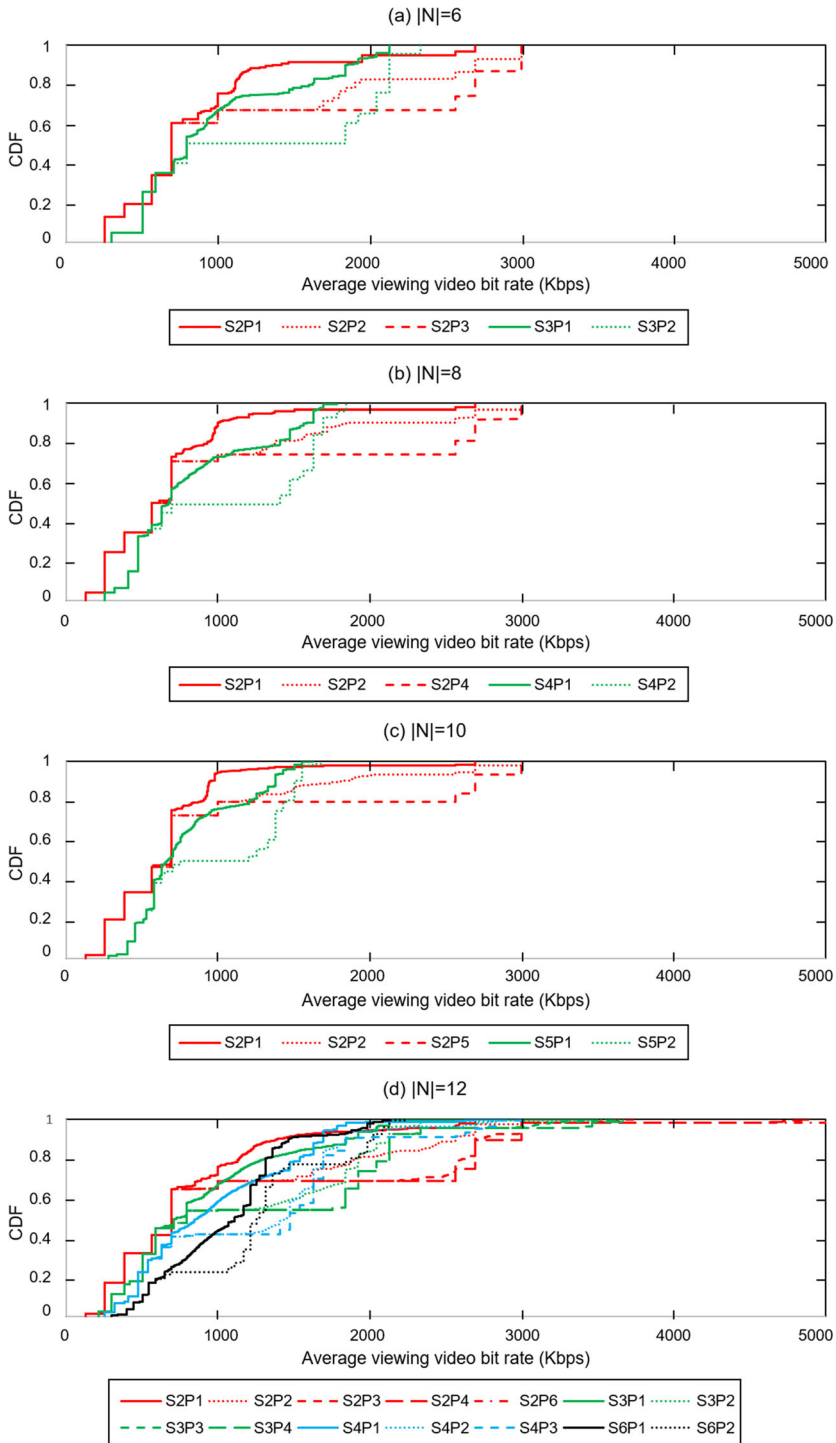 (a) |N|=6
1
0.8
0.6
0.4
0.2
0
CDF
0 1000 2000 3000 4000 5000
Average viewing video bit rate (Kbps)
S2P1 S2P2 S2P3 S3P1 S3P2
(b) |N|=8
1
0.8
0.6
0.4
0.2
0
CDF
0 1000 2000 3000 4000 5000
Average viewing video bit rate (Kbps)
S2P1 S2P2 S2P4 S4P1 S4P2
(c) |N|=10
1
0.8
0.6
0.4
0.2
0
CDF
0 1000 2000 3000 4000 5000
Average viewing video bit rate (Kbps)
S2P1 S2P2 S2P5 S5P1 S5P2
(d) |N|=12
1
0.8
0.6
0.4
0.2
0
CDF
0 1000 2000 3000 4000 5000
Average viewing video bit rate (Kbps)
S2P1 S2P2 S2P3 S2P4 S2P6 S3P1 S3P2
S3P3 S3P4 S4P1 S4P2 S4P3 S6P1 S6P2